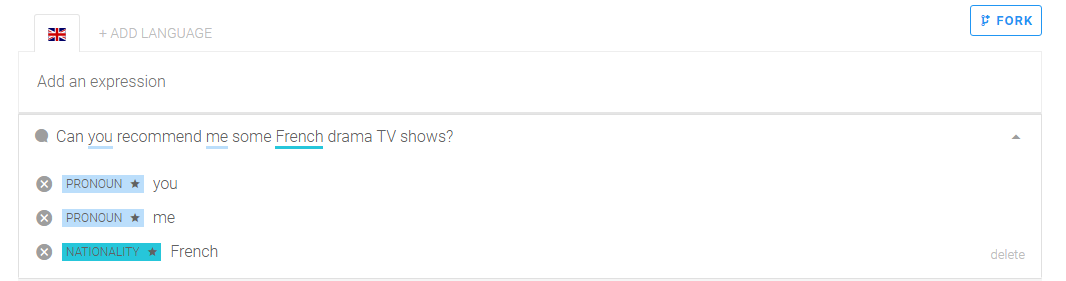 FORK
+ ADD LANGUAGE
Add an expression
Can you recommend me some French drama TV shows?
PRONOUN ★ you
PRONOUN ★ me
NATIONALITY ★ French
delete